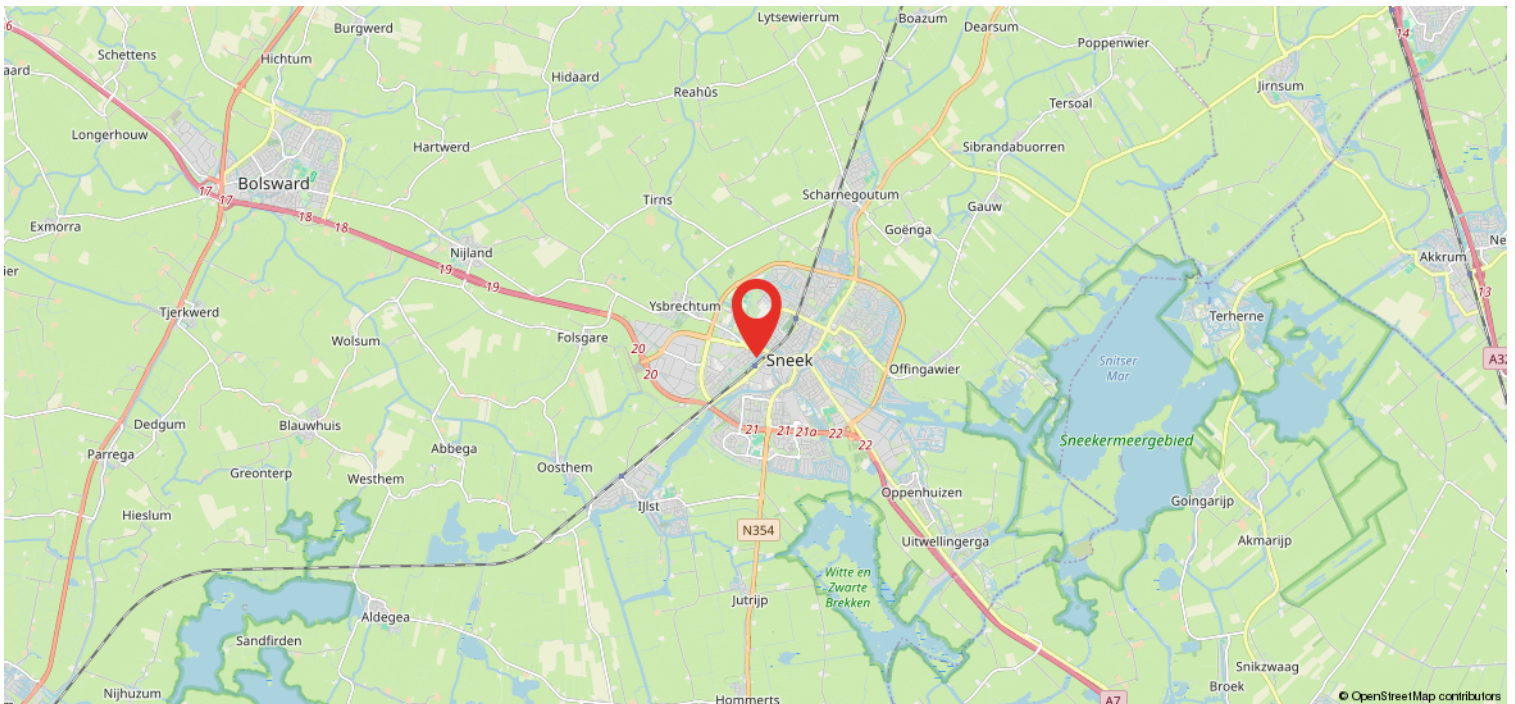 Lytsewierrum
Boazum
Dearsum
Burgwerd
Poppenwier
14
Schettens
Hichtum
aard
Hidaard
Jirnsum
Reahûs
Tersoal
Longerhouw
Hartwerd
Sibrandabuorren
Bolsward
17
17
18
18
Tirns
Scharnegoutum
Gauw
Exmorra
Goënga
Nijland
Akkrum
Ne
ier
19
19
13
Ysbrechtum
Tjerkwerd
Terherne
Wolsum
Folsgare
20
20
Sneek
Offingawier
Snitser
Mar
A32
Dedgum
Blauwhuis
21
21
21a
22
22
Sneekermeergebied
Abbega
Parrega
Greonterp
Westhem
Oosthem
Oppenhuizen
Goingarijp
IJlst
Hieslum
N354
Uitwellingerga
Akmarijp
Witte en
Zwarte
Brekken
Jutrijp
Aldegea
Sandfirden
Snikzwaag
Broek
Nijhuzum
Hommerts
A7
© OpenStreetMap contributors